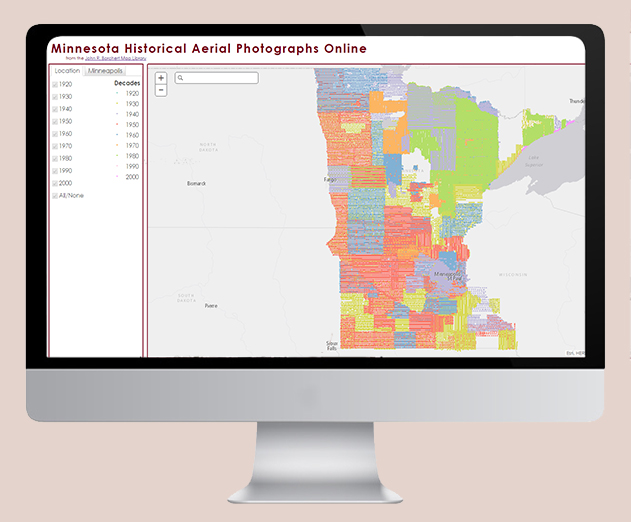 Minnesota Historical Aerial Photographs Online
from the John R. Borchert Map Library
Location
Minneapolis
1920
1930
1940
1950
1960
1970
1980
1990
2000
All/None
Decades
1920
1930
1940
1950
1960
1970
1980
1990
2000
+
−
NORTH
DAKOTA
Bismarck
Fargo
Thunde
Lake
Superior
Minneapolis
St Paul
WISCONSIN
SOUTH
DAKOTA
Pierre
Sioux
Falls
Esri, HER